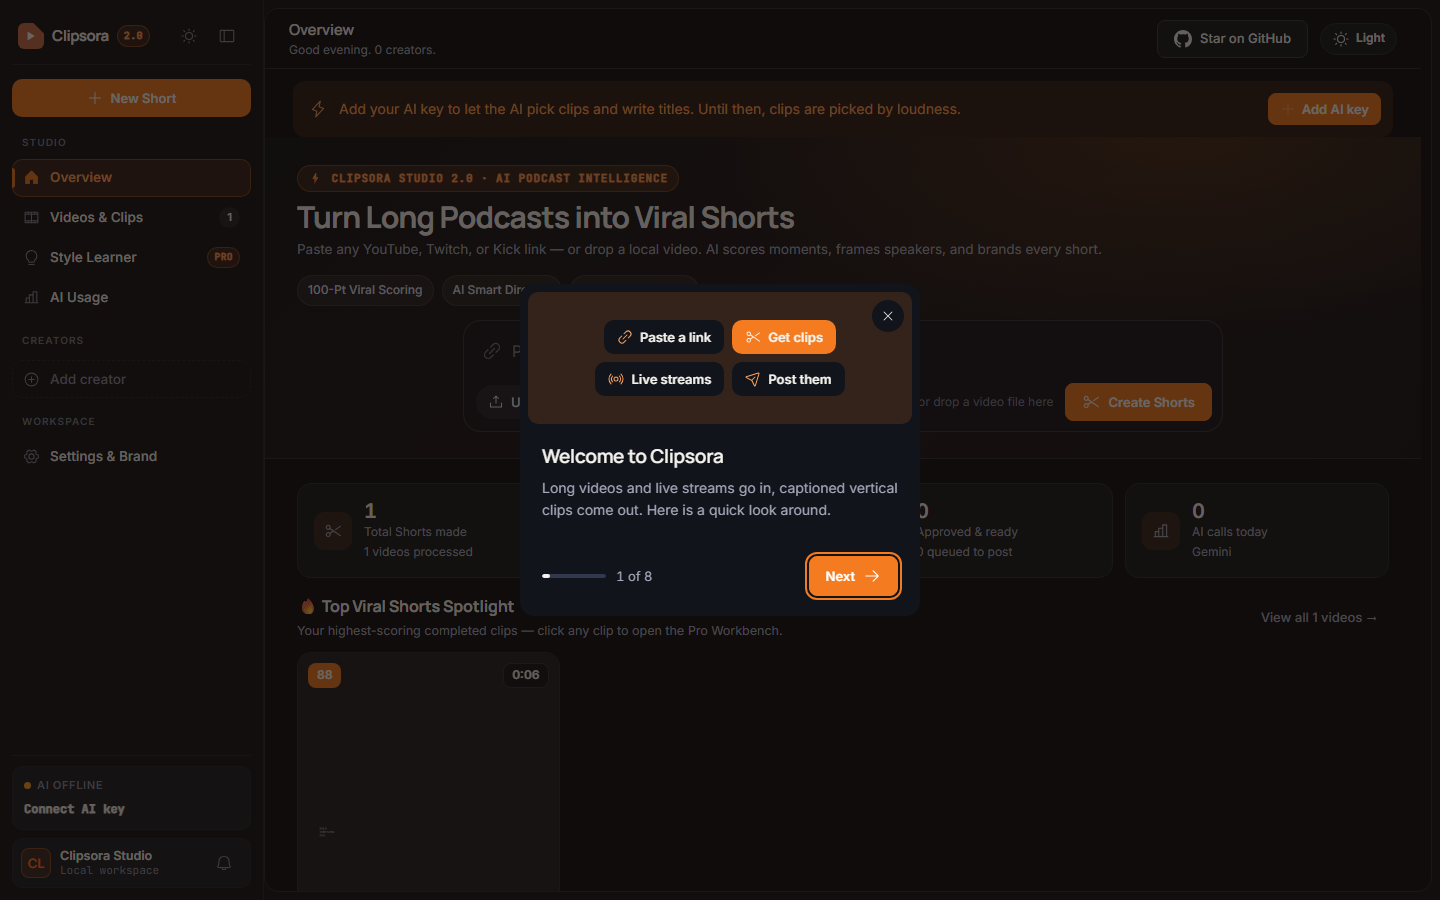 Clipsora 2.0
New Short
STUDIO
Overview
Videos & Clips 1
Style Learner PRO
AI Usage
CREATORS
Add creator
WORKSPACE
Settings & Brand
AI OFFLINE
Connect AI key
CL
Clipsora Studio
Local workspace
Overview
Good evening. 0 creators.
Star on GitHub
Light
Add your AI key to let the AI pick clips and write titles. Until then, clips are picked by loudness.
Add AI key
CLIPSORA STUDIO 2.0 · AI PODCAST INTELLIGENCE
Turn Long Podcasts into Viral Shorts
Paste any YouTube, Twitch, or Kick link — or drop a local video. AI scores moments, frames speakers, and brands every short.
100-Pt Viral Scoring
AI Smart
or drop a video file here
Create Shorts
Paste a link
Get clips
Live streams
Post them
Welcome to Clipsora
Long videos and live streams go in, captioned vertical
clips come out. Here is a quick look around.
1 of 8
Next
1
Total Shorts made
1 videos processed
0
Approved & ready
0 queued to post
0
AI calls today
Gemini
Top Viral Shorts Spotlight
Your highest-scoring completed clips — click any clip to open the Pro Workbench.
View all 1 videos →
88
0:06